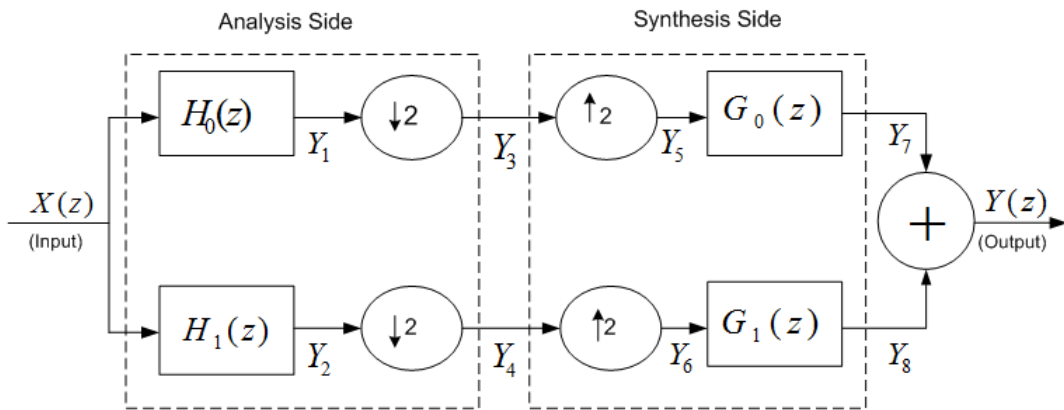 Analysis Side
Synthesis Side
H₀(z)
↓2
↑2
G₀(z)
Y₁
Y₃
Y₅
Y₇
X(z)
(Input)
+
Y(z)
(Output)
H₁(z)
↓2
↑2
G₁(z)
Y₂
Y₄
Y₆
Y₈